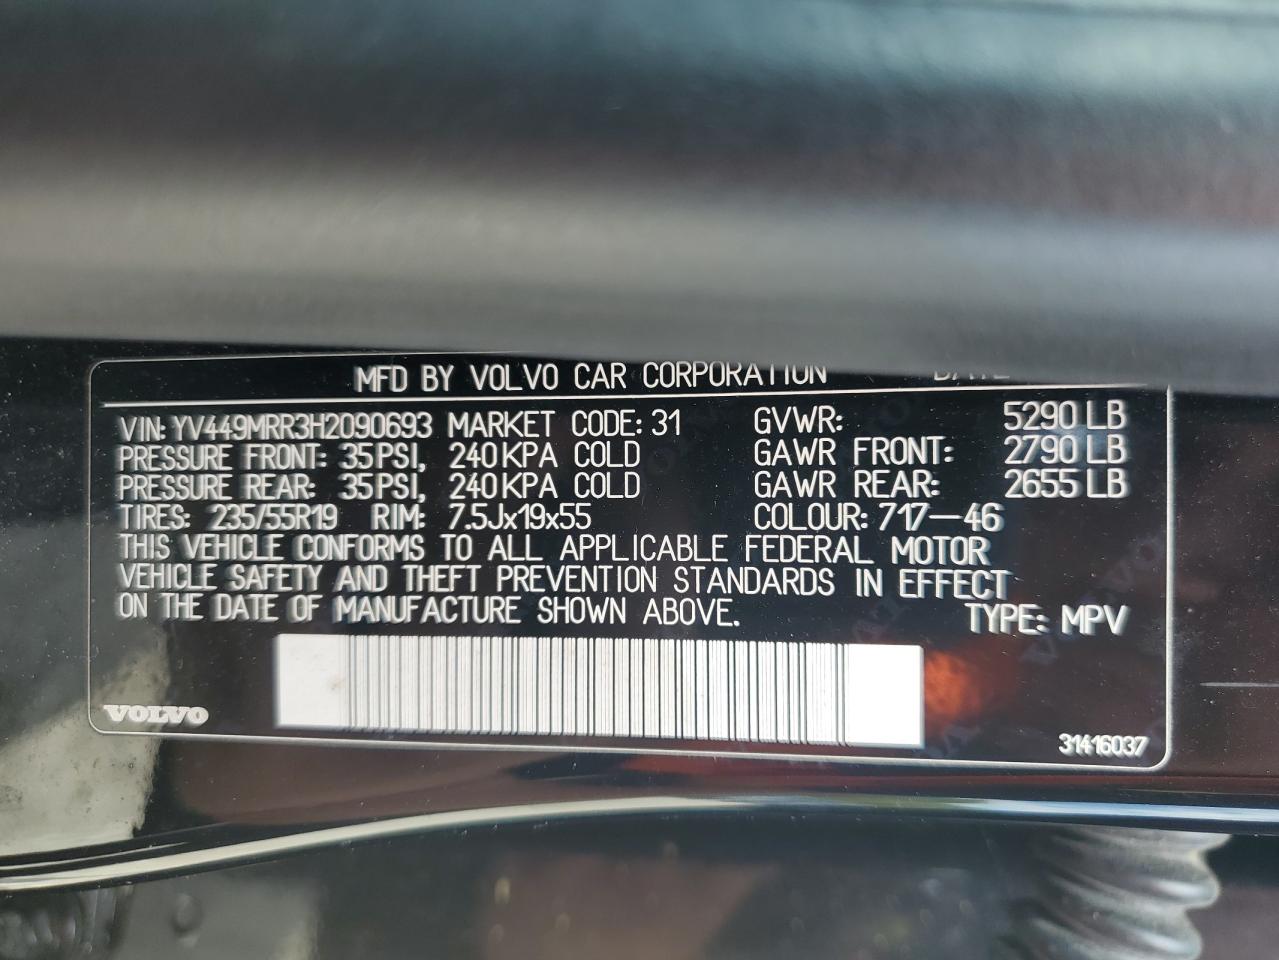 MFD BY VOLVO CAR CORPORATION
VIN: YV449MRR3H2090693 MARKET CODE: 31 GVWR: 5290 LB
PRESSURE FRONT: 35 PSI, 240 KPA COLD GAWR FRONT: 2790 LB
PRESSURE REAR: 35 PSI, 240 KPA COLD GAWR REAR: 2655 LB
TIRES: 235/55R19 RIM: 7.5Jx19x55 COLOUR: 717-46
THIS VEHICLE CONFORMS TO ALL APPLICABLE FEDERAL MOTOR
VEHICLE SAFETY AND THEFT PREVENTION STANDARDS IN EFFECT
ON THE DATE OF MANUFACTURE SHOWN ABOVE. TYPE: MPV
VOLVO
31416037